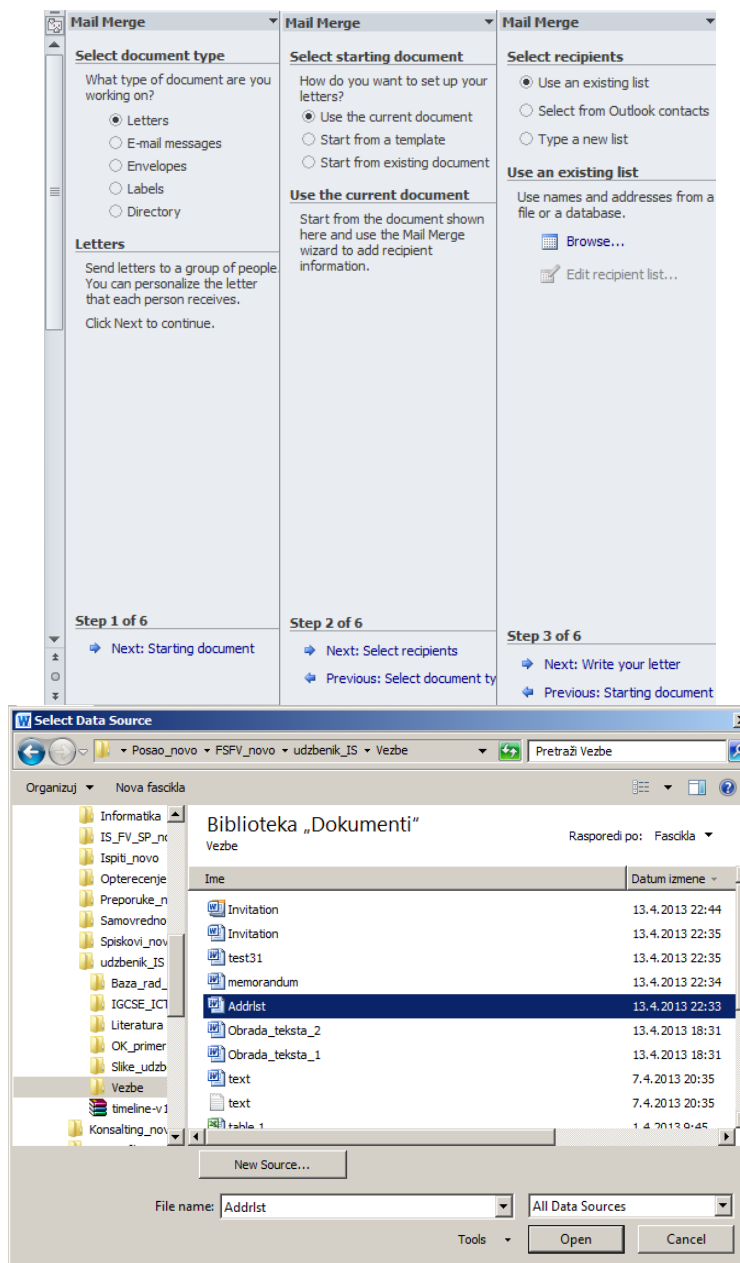 Mail Merge
Select document type
What type of document are you
working on?
Letters
E-mail messages
Envelopes
Labels
Directory
Letters
Send letters to a group of people.
You can personalize the letter
that each person receives.
Click Next to continue.
Step 1 of 6
Next: Starting document
Mail Merge
Select starting document
How do you want to set up your
letters?
Use the current document
Start from a template
Start from existing document
Use the current document
Start from the document shown
here and use the Mail Merge
wizard to add recipient
information.
Step 2 of 6
Next: Select recipients
Previous: Select document ty
Mail Merge
Select recipients
Use an existing list
Select from Outlook contacts
Type a new list
Use an existing list
Use names and addresses from a
file or a database.
Browse...
Edit recipient list...
Step 3 of 6
Next: Write your letter
Previous: Starting document
Select Data Source
Posao_novo FSFV_novo udzbenik_IS Vezbe
Pretraži Vezbe
Organizuj Nova fascikla
Informatika
IS_FV_SP_no
Ispiti_novo
Opterecenje
Preporuke_n
Samovredno
Spiskovi_nov
udzbenik_IS
Baza_rad_
IGCSE_ICT
Literatura
OK_primer
Slike_udzb
Vezbe
timeline-v1
Konsalting_nov
Biblioteka „Dokumenti“
Vezbe
Rasporedi po: Fascikla
Ime Datum izmene
Invitation 13.4.2013 22:44
Invitation 13.4.2013 22:35
test31 13.4.2013 22:35
memorandum 13.4.2013 22:34
Addrlst 13.4.2013 22:33
Obrada_teksta_2 13.4.2013 18:31
Obrada_teksta_1 13.4.2013 18:31
text 7.4.2013 20:35
text 7.4.2013 20:35
table 1 1.4.2013 9:45
New Source...
File name: Addrlst All Data Sources
Tools Open Cancel